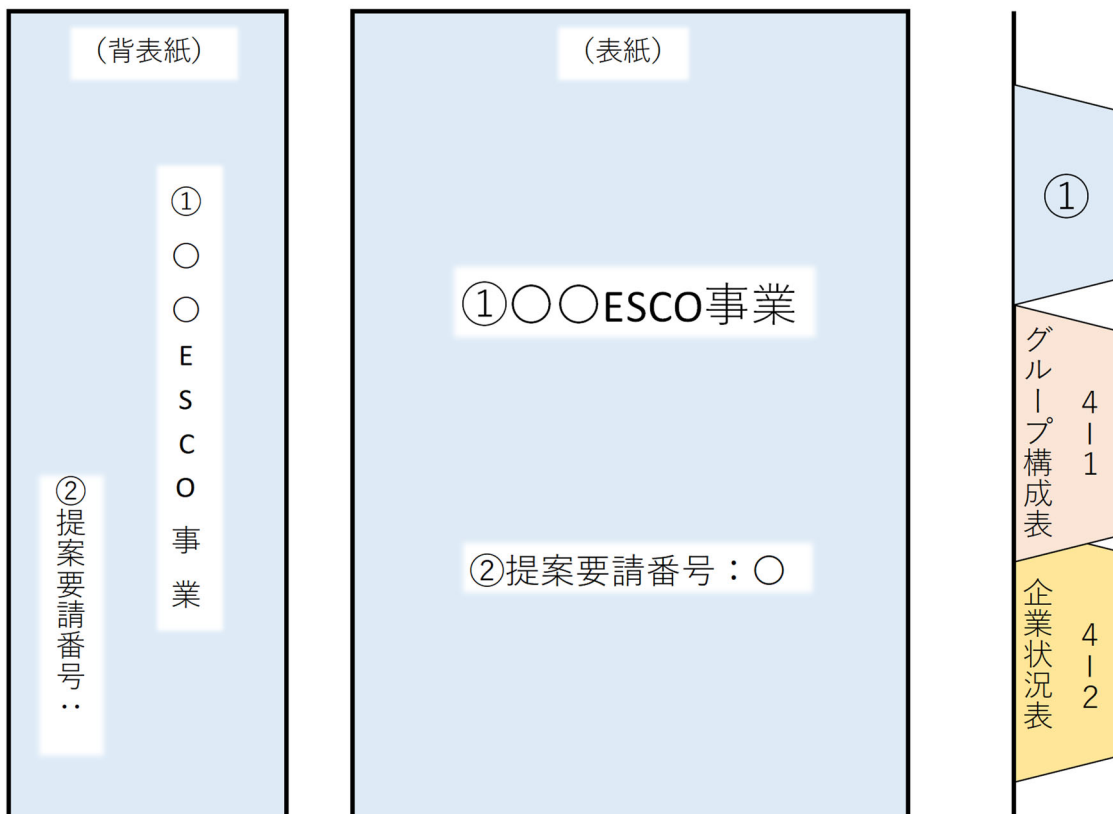 （背表紙）
①〇〇ESCO事業
②提案要請番号：
（表紙）
①〇〇ESCO事業
②提案要請番号：〇
①
4-1
グループ構成表
4-2
企業状況表